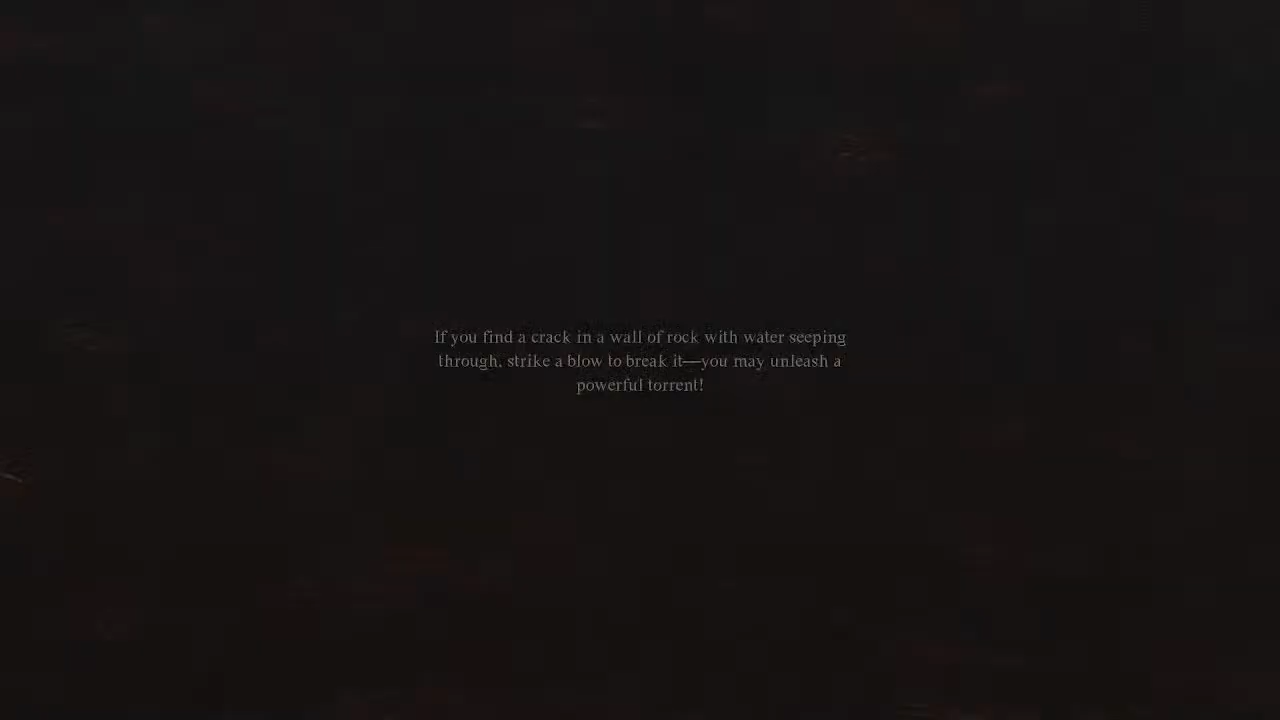 If you find a crack in a wall of rock with water seeping
through, strike a blow to break it—you may unleash a
powerful torrent!